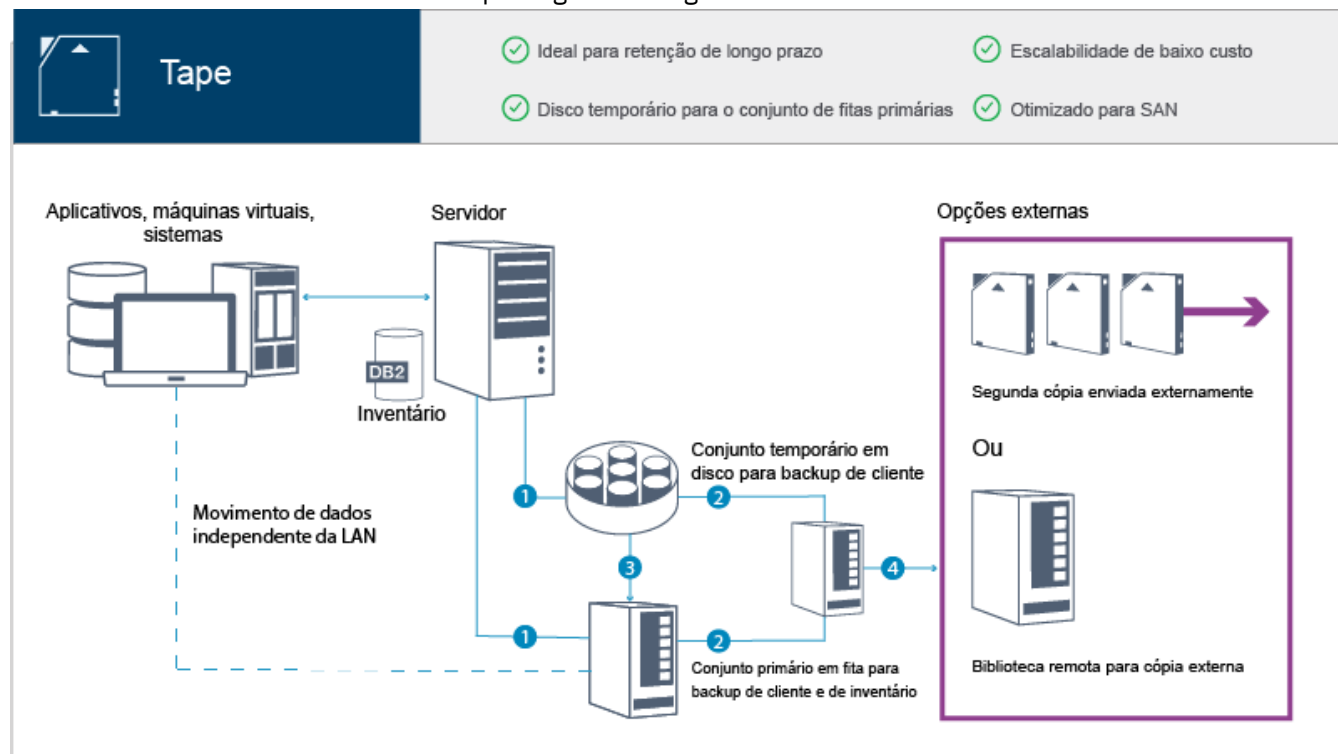 Tape
Ideal para retenção de longo prazo
Escalabilidade de baixo custo
Disco temporário para o conjunto de fitas primárias
Otimizado para SAN
Aplicativos, máquinas virtuais,
sistemas
Servidor
Opções externas
DB2
Inventário
Segunda cópia enviada externamente
Conjunto temporário em
disco para backup de cliente
Ou
1
2
Movimento de dados
independente da LAN
3
4
1
2
Conjunto primário em fita para
backup de cliente e de inventário
Biblioteca remota para cópia externa